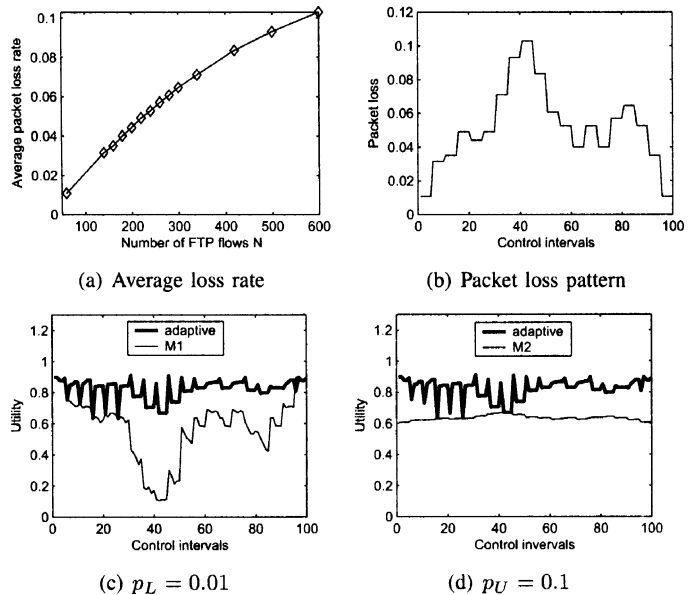 0.1
0.08
0.06
0.04
0.02
0
100 200 300 400 500 600
Average packet loss rate
Number of FTP flows N
(a) Average loss rate
0.12
0.1
0.08
0.06
0.04
0.02
0
0 20 40 60 80 100
Packet loss
Control intervals
(b) Packet loss pattern
1.2
1
0.8
0.6
0.4
0.2
0
0 20 40 60 80 100
Utility
adaptive
M1
Control intervals
(c) p_L = 0.01
1.2
1
0.8
0.6
0.4
0.2
0
0 20 40 60 80 100
Utility
adaptive
M2
Control invervals
(d) p_U = 0.1